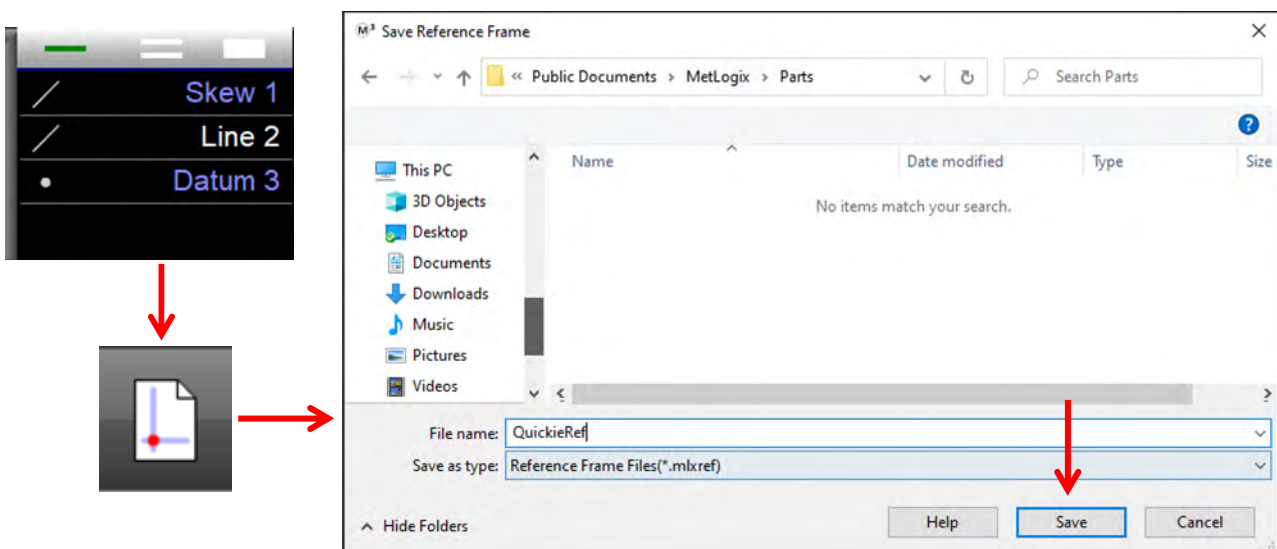 Skew 1
Line 2
Datum 3
M³ Save Reference Frame
« Public Documents > MetLogix > Parts
Search Parts
?
Name Date modified Type Size
No items match your search.
This PC
3D Objects
Desktop
Documents
Downloads
Music
Pictures
Videos
File name: QuickieRef
Save as type: Reference Frame Files(*.mlxref)
Hide Folders Help Save Cancel